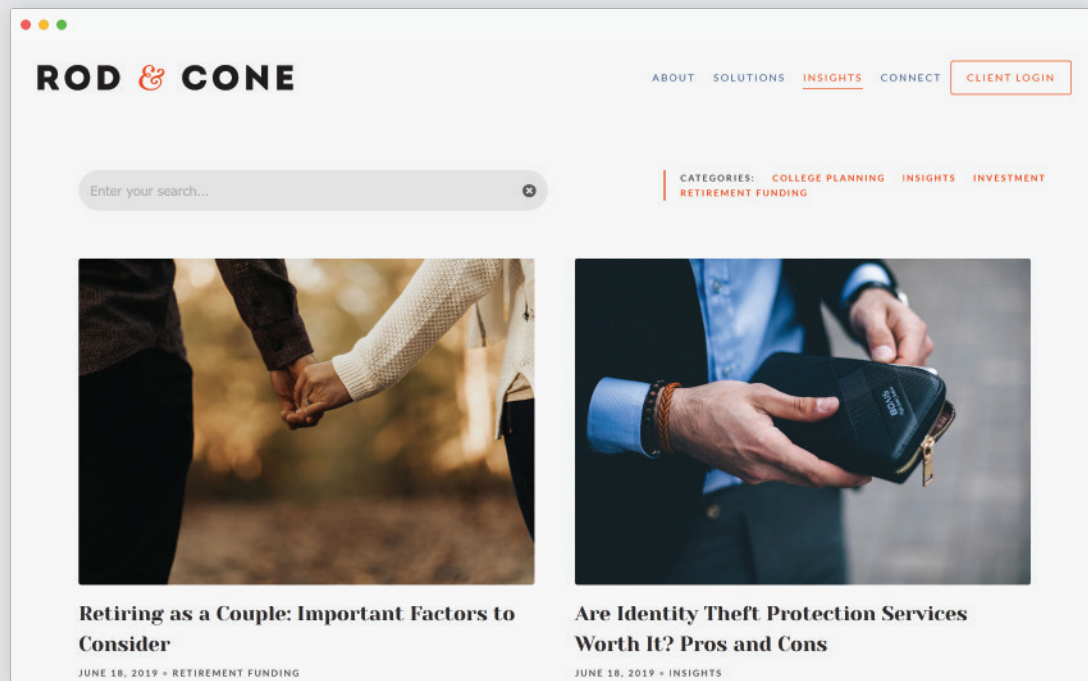 ROD & CONE
ABOUT SOLUTIONS INSIGHTS CONNECT CLIENT LOGIN
Enter your search...
CATEGORIES: COLLEGE PLANNING INSIGHTS INVESTMENT
RETIREMENT FUNDING
Retiring as a Couple: Important Factors to
Consider
JUNE 18, 2019 • RETIREMENT FUNDING
Are Identity Theft Protection Services
Worth It? Pros and Cons
JUNE 18, 2019 • INSIGHTS